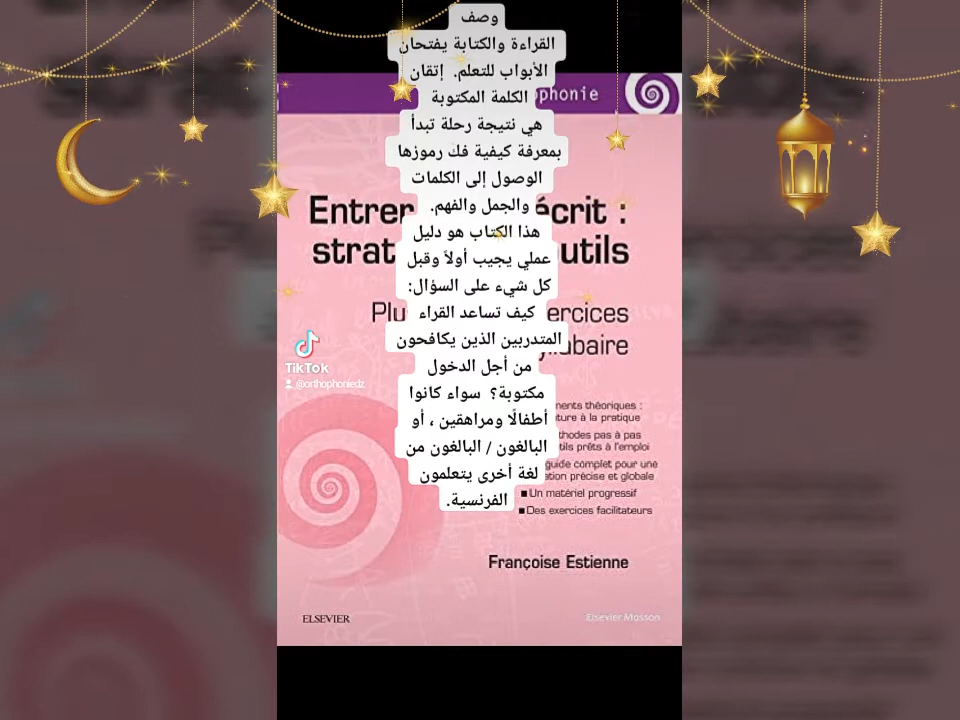 وصف
القراءة والكتابة يفتحان
الأبواب للتعلم. إتقان
الكلمة المكتوبة
هي نتيجة رحلة تبدأ
بمعرفة كيفية فك رموزها
الوصول إلى الكلمات
والجمل والفهم.
هذا الكتاب هو دليل
عملي يجيب أولاً وقبل
كل شيء على السؤال:
كيف تساعد القراء
المتدربين الذين يكافحون
من أجل الدخول
مكتوبة؟ سواء كانوا
أطفالًا ومراهقين ، أو
البالغون / البالغون من
لغة أخرى يتعلمون
الفرنسية.
ophonie
Entrer écrit :
strat utils
Plu ercices
yllabaire
TikTok
@orthophoniedz
ments théoriques :
ture à la pratique
thodes pas à pas
tils prêts à l'emploi
guide complet pour une
tion précise et globale
■ Un matériel progressif
■ Des exercices facilitateurs
Françoise Estienne
ELSEVIER
Elsevier Masson